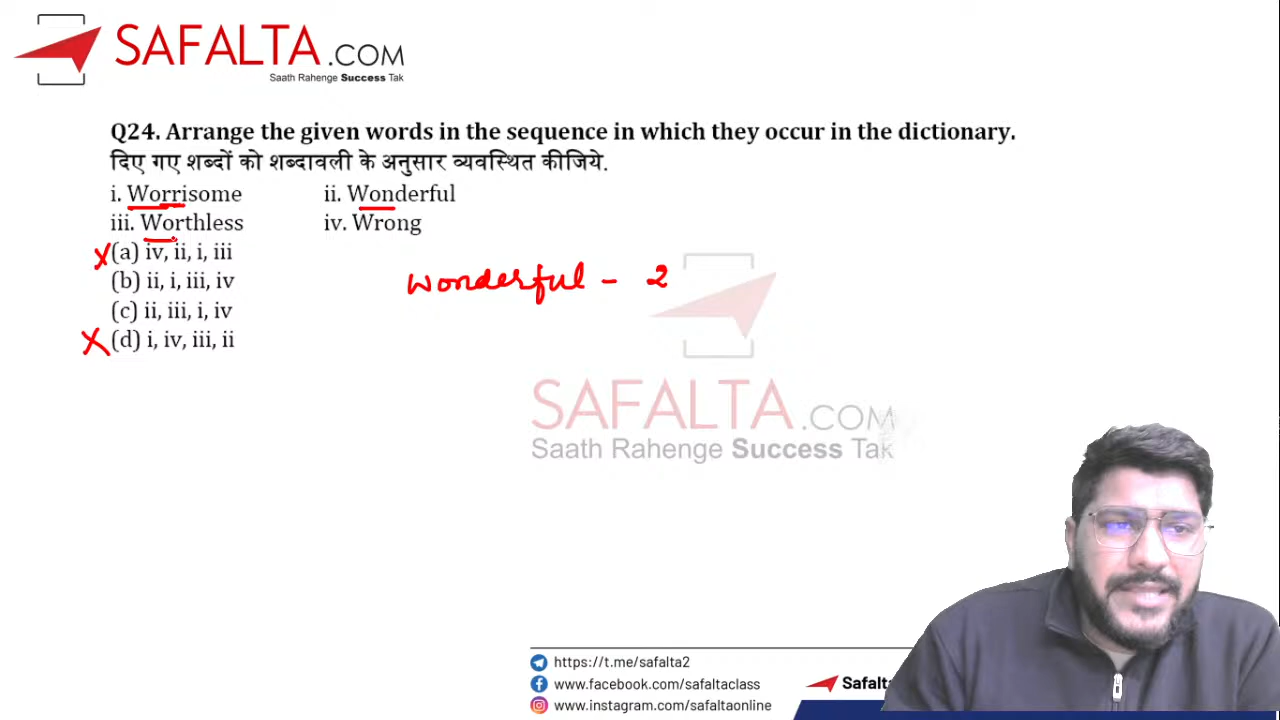 SAFALTA.COM
Saath Rahenge Success Tak
Q24. Arrange the given words in the sequence in which they occur in the dictionary.
दिए गए शब्दों को शब्दावली के अनुसार व्यवस्थित कीजिये.
i. Worrisome ii. Wonderful
iii. Worthless iv. Wrong
X (a) iv, ii, i, iii
(b) ii, i, iii, iv
(c) ii, iii, i, iv
X (d) i, iv, iii, ii
wonderful - 2
SAFALTA.COM
Saath Rahenge Success Tak
https://t.me/safalta2
www.facebook.com/safaltaclass
www.instagram.com/safaltaonline
Safalta